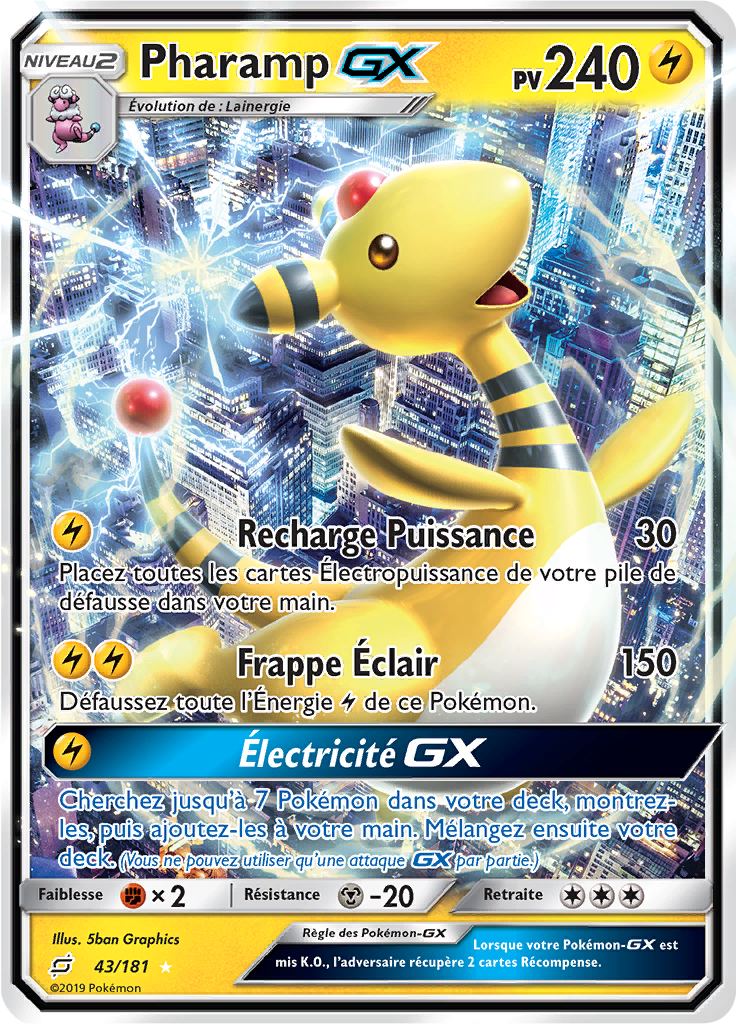 NIVEAU 2
Pharamp GX
PV 240
Évolution de : Lainergie
Recharge Puissance 30
Placez toutes les cartes Électropuissance de votre pile de
défausse dans votre main.
Frappe Éclair 150
Défaussez toute l'Énergie de ce Pokémon.
Électricité GX
Cherchez jusqu'à 7 Pokémon dans votre deck, montrez-
les, puis ajoutez-les à votre main. Mélangez ensuite votre
deck. (Vous ne pouvez utiliser qu'une attaque GX par partie.)
Faiblesse ×2 Résistance -20 Retraite
Illus. 5ban Graphics
43/181
©2019 Pokémon
Règle des Pokémon-GX
Lorsque votre Pokémon-GX est
mis K.O., l'adversaire récupère 2 cartes Récompense.